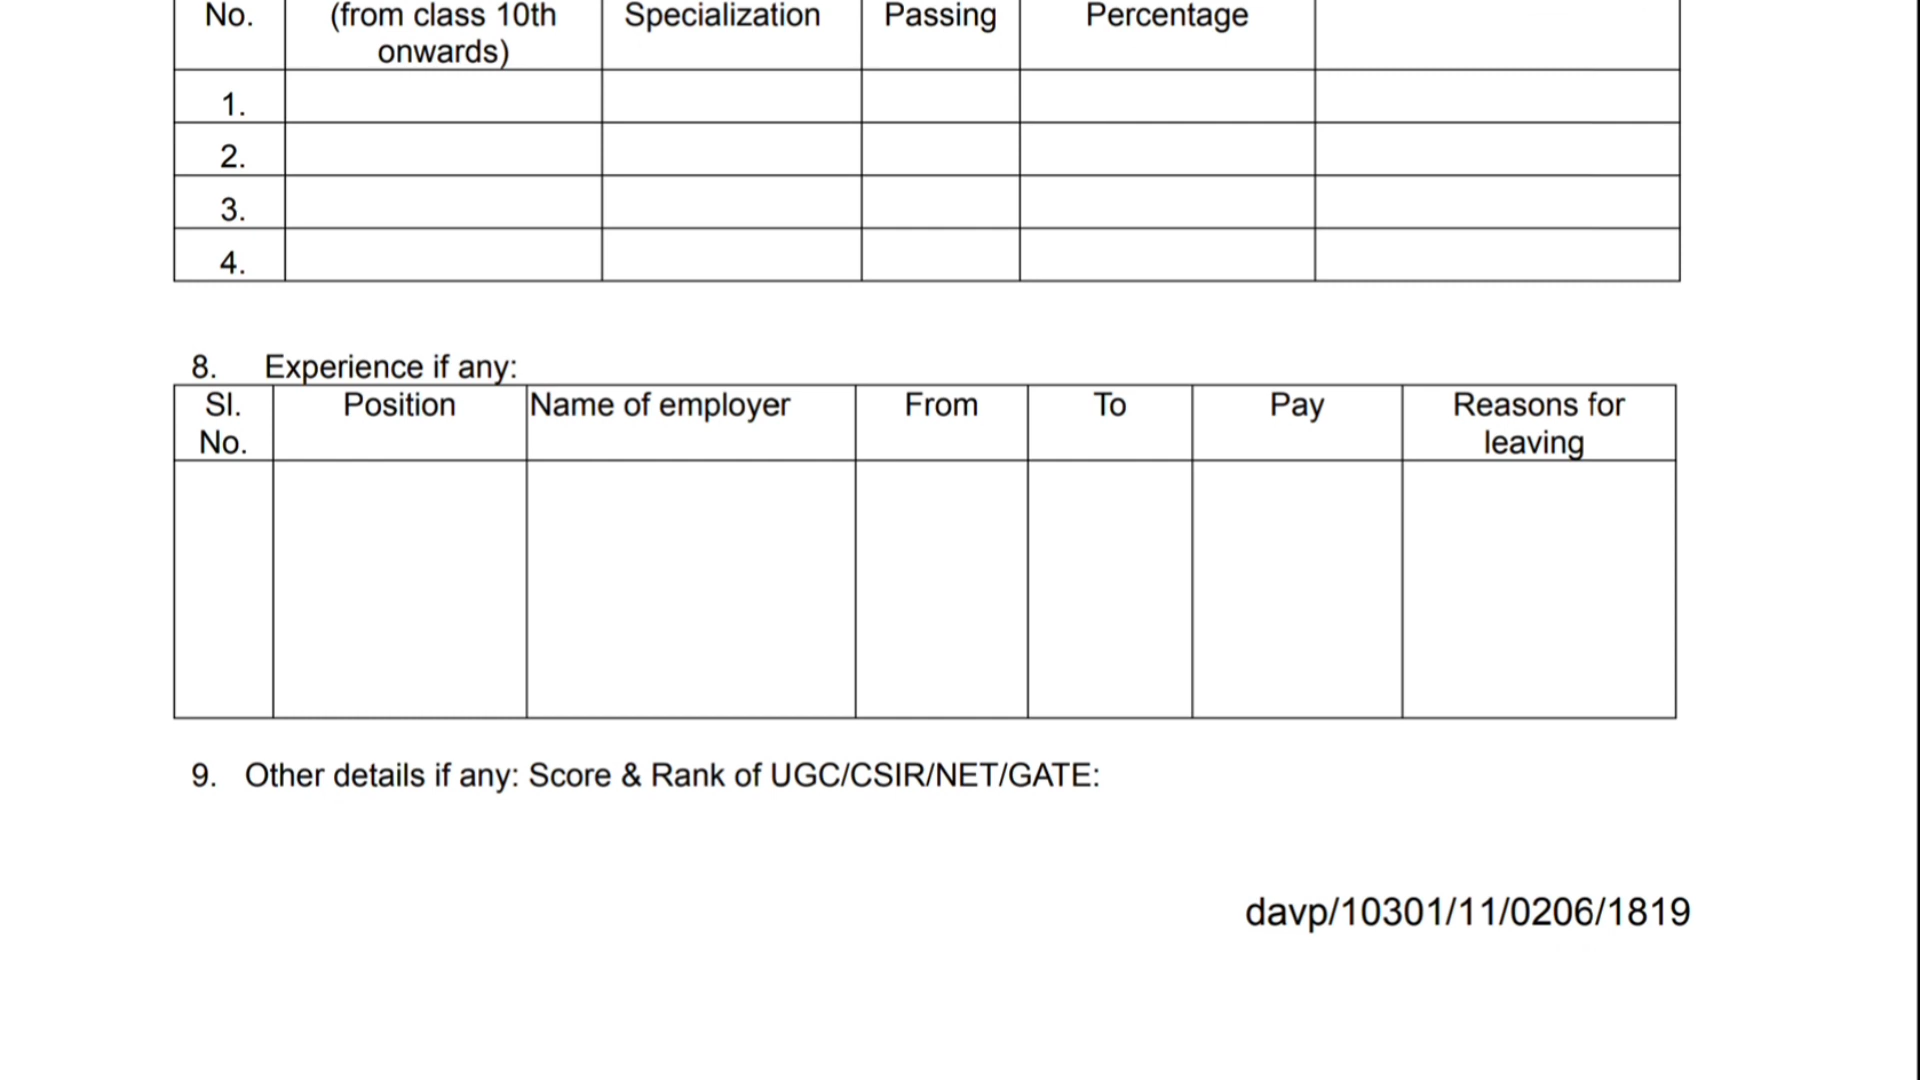 No. (from class 10th Specialization Passing Percentage
onwards)
1.
2.
3.
4.
8. Experience if any:
Sl. Position Name of employer From To Pay Reasons for
No. leaving
9. Other details if any: Score & Rank of UGC/CSIR/NET/GATE:
davp/10301/11/0206/1819